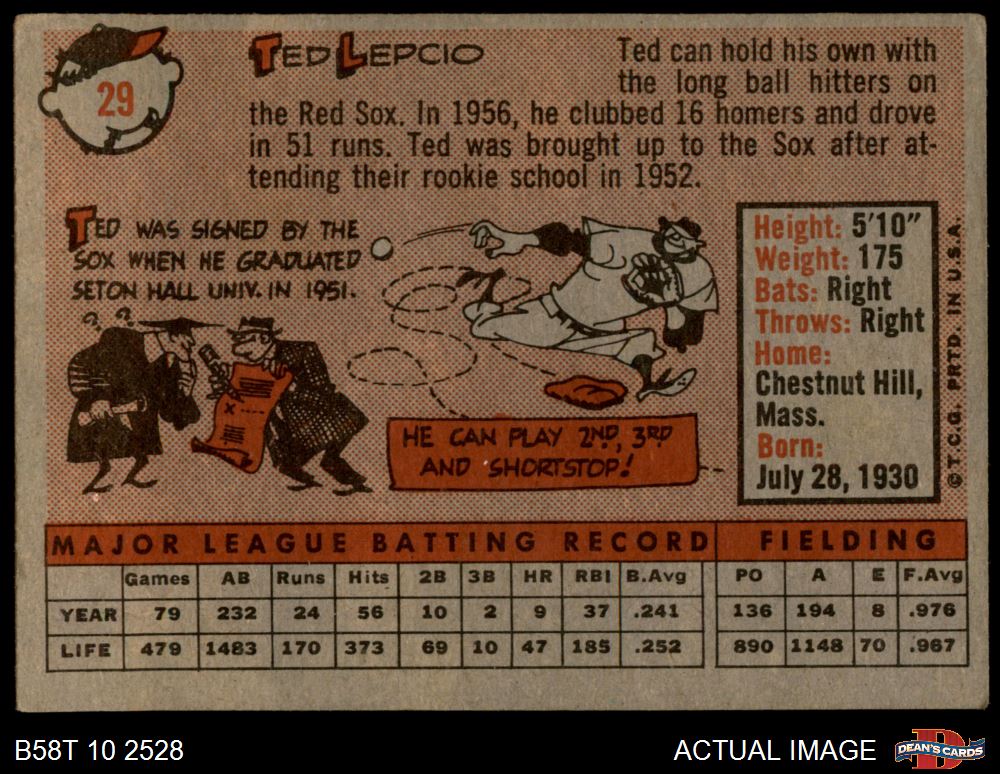 29
TED LEPCIO
Ted can hold his own with
the long ball hitters on
the Red Sox. In 1956, he clubbed 16 homers and drove
in 51 runs. Ted was brought up to the Sox after at-
tending their rookie school in 1952.
TED WAS SIGNED BY THE
SOX WHEN HE GRADUATED
SETON HALL UNIV. IN 1951.
? ?
X
HE CAN PLAY 2ND, 3RD
AND SHORTSTOP!
Height: 5'10"
Weight: 175
Bats: Right
Throws: Right
Home:
Chestnut Hill,
Mass.
Born:
July 28, 1930
© T.C.G. PRTD. IN U.S.A.
MAJOR LEAGUE BATTING RECORD FIELDING
Games AB Runs Hits 2B 3B HR RBI B.Avg PO A E F.Avg
YEAR 79 232 24 56 10 2 9 37 .241 136 194 8 .976
LIFE 479 1483 170 373 69 10 47 185 .252 890 1148 70 .967
B58T 10 2528 ACTUAL IMAGE DEAN'S CARDS